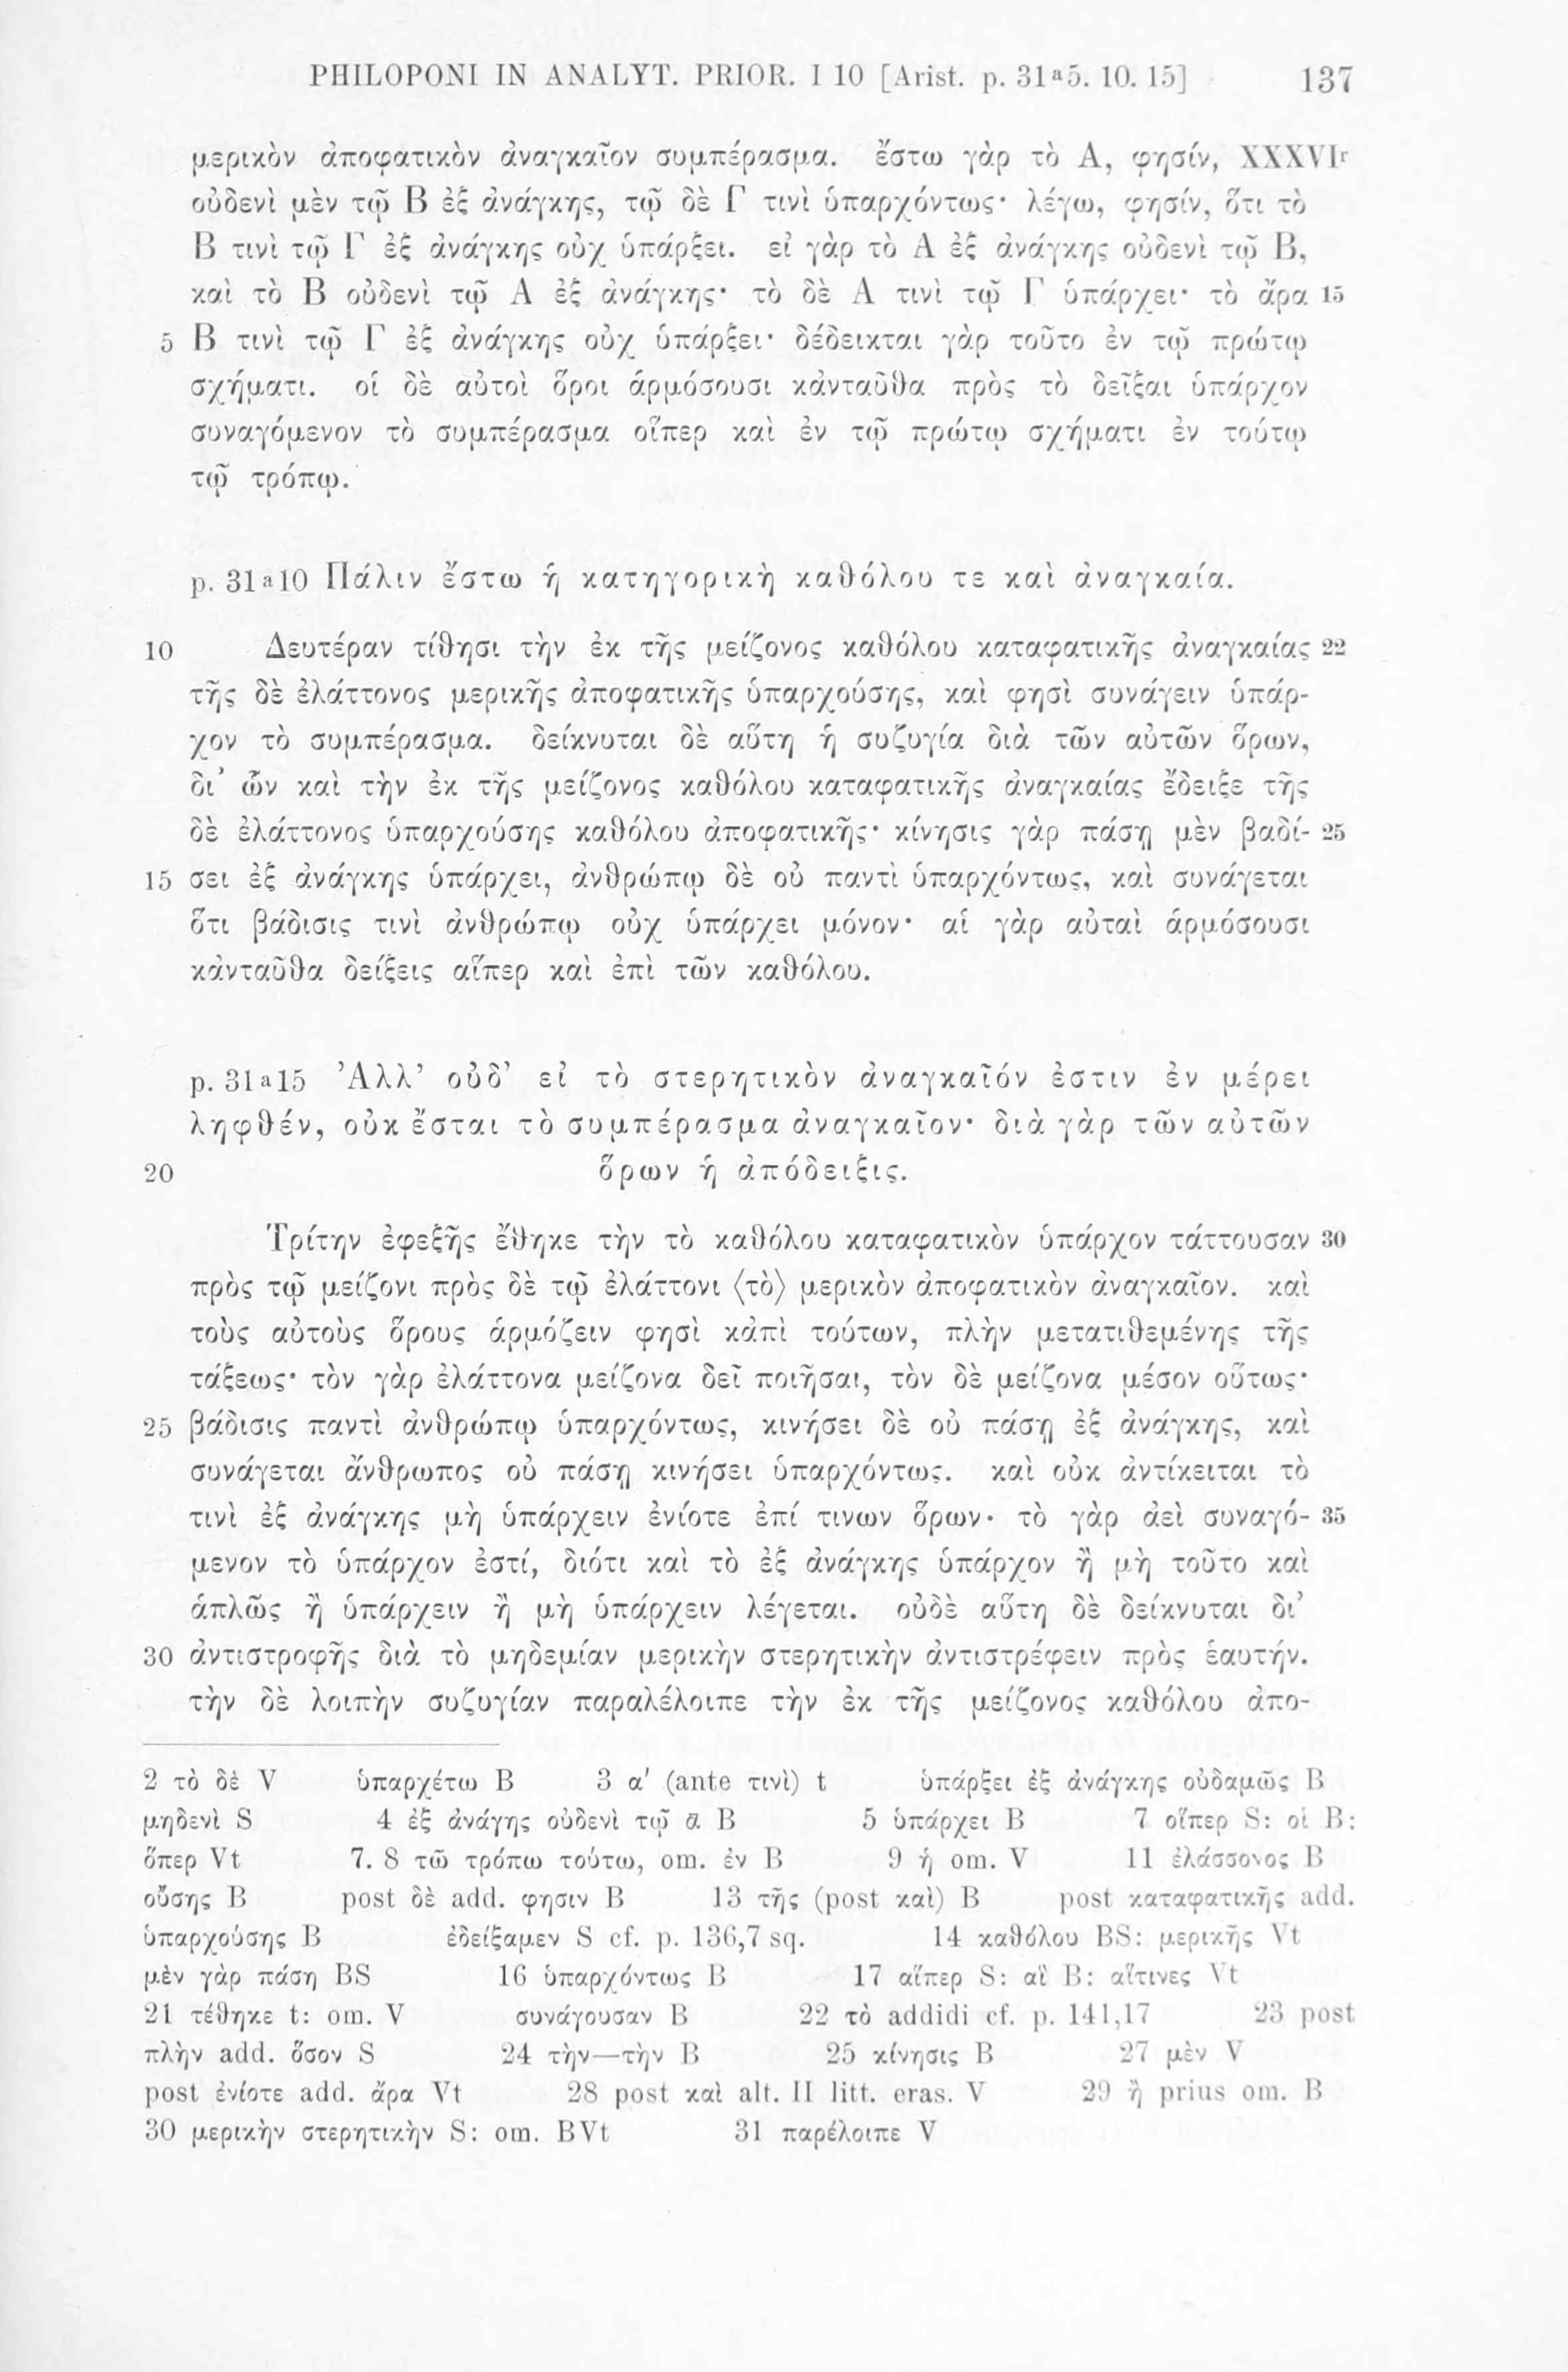 PHILOPONI IN ANALYT. PRIOR. I 10 [Arist. p. 31ᵃ5. 10. 15] 137
μερικὸν ἀποφατικὸν ἀναγκαῖον συμπέρασμα. ἔστω γὰρ τὸ Α, φησίν, XXXVIʳ
οὐδενὶ μὲν τῷ Β ἐξ ἀνάγκης, τῷ δὲ Γ τινὶ ὑπαρχόντως· λέγω, φησίν, ὅτι τὸ
Β τινὶ τῷ Γ ἐξ ἀνάγκης οὐχ ὑπάρξει. εἰ γὰρ τὸ Α ἐξ ἀνάγκης οὐδενὶ τῷ Β,
καὶ τὸ Β οὐδενὶ τῷ Α ἐξ ἀνάγκης· τὸ δὲ Α τινὶ τῷ Γ ὑπάρχει· τὸ ἄρα 15
5 Β τινὶ τῷ Γ ἐξ ἀνάγκης οὐχ ὑπάρξει· δέδεικται γὰρ τοῦτο ἐν τῷ πρώτῳ
σχήματι. οἱ δὲ αὐτοὶ ὅροι ἁρμόσουσι κἀνταῦθα πρὸς τὸ δεῖξαι ὑπάρχον
συναγόμενον τὸ συμπέρασμα οἵπερ καὶ ἐν τῷ πρώτῳ σχήματι ἐν τούτῳ
τῷ τρόπῳ.
p. 31ᵃ10 Πάλιν ἔστω ἡ κατηγορικὴ καθόλου τε καὶ ἀναγκαία.
10 Δευτέραν τίθησι τὴν ἐκ τῆς μείζονος καθόλου καταφατικῆς ἀναγκαίας 22
τῆς δὲ ἐλάττονος μερικῆς ἀποφατικῆς ὑπαρχούσης, καὶ φησὶ συνάγειν ὑπάρ-
χον τὸ συμπέρασμα. δείκνυται δὲ αὕτη ἡ συζυγία διὰ τῶν αὐτῶν ὅρων,
δι᾽ ὧν καὶ τὴν ἐκ τῆς μείζονος καθόλου καταφατικῆς ἀναγκαίας ἔδειξε τῆς
δὲ ἐλάττονος ὑπαρχούσης καθόλου ἀποφατικῆς· κίνησις γὰρ πάσῃ μὲν βαδί- 25
15 σει ἐξ ἀνάγκης ὑπάρχει, ἀνθρώπῳ δὲ οὐ παντὶ ὑπαρχόντως, καὶ συνάγεται
ὅτι βάδισις τινὶ ἀνθρώπῳ οὐχ ὑπάρχει μόνον· αἱ γὰρ αὐταὶ ἁρμόσουσι
κἀνταῦθα δείξεις αἵπερ καὶ ἐπὶ τῶν καθόλου.
p. 31ᵃ15 Ἀλλ᾽ οὐδ᾽ εἰ τὸ στερητικὸν ἀναγκαῖόν ἐστιν ἐν μέρει
ληφθέν, οὐκ ἔσται τὸ συμπέρασμα ἀναγκαῖον· διὰ γὰρ τῶν αὐτῶν
20 ὅρων ἡ ἀπόδειξις.
Τρίτην ἐφεξῆς ἔθηκε τὴν τὸ καθόλου καταφατικὸν ὑπάρχον τάττουσαν 30
πρὸς τῷ μείζονι πρὸς δὲ τῷ ἐλάττονι ⟨τὸ⟩ μερικὸν ἀποφατικὸν ἀναγκαῖον. καὶ
τοὺς αὐτοὺς ὅρους ἁρμόζειν φησὶ κἀπὶ τούτων, πλὴν μετατιθεμένης τῆς
τάξεως· τὸν γὰρ ἐλάττονα μείζονα δεῖ ποιῆσαι, τὸν δὲ μείζονα μέσον οὕτως·
25 βάδισις παντὶ ἀνθρώπῳ ὑπαρχόντως, κινήσει δὲ οὐ πάσῃ ἐξ ἀνάγκης, καὶ
συνάγεται ἄνθρωπος οὐ πάσῃ κινήσει ὑπαρχόντως. καὶ οὐκ ἀντίκειται τὸ
τινὶ ἐξ ἀνάγκης μὴ ὑπάρχειν ἐνίοτε ἐπί τινων ὅρων· τὸ γὰρ ἀεὶ συναγό- 35
μενον τὸ ὑπάρχον ἐστί, διότι καὶ τὸ ἐξ ἀνάγκης ὑπάρχον ἢ μὴ τοῦτο καὶ
ἁπλῶς ἢ ὑπάρχειν ἢ μὴ ὑπάρχειν λέγεται. οὐδὲ αὕτη δὲ δείκνυται δι᾽
30 ἀντιστροφῆς διὰ τὸ μηδεμίαν μερικὴν στερητικὴν ἀντιστρέφειν πρὸς ἑαυτήν.
τὴν δὲ λοιπὴν συζυγίαν παραλέλοιπε τὴν ἐκ τῆς μείζονος καθόλου ἀπο-
2 τὸ δὲ V ὑπαρχέτω B 3 α' (ante τινὶ) t ὑπάρξει ἐξ ἀνάγκης οὐδαμῶς B
μηδενὶ S 4 ἐξ ἀνάγης οὐδενὶ τῷ ᾱ B 5 ὑπάρχει B 7 οἵπερ S: οἱ B:
ὅπερ Vt 7. 8 τῶ τρόπω τούτω, om. ἐν B 9 ἡ om. V 11 ἐλάσσονος B
οὔσης B post δὲ add. φησιν B 13 τῆς (post καὶ) B post καταφατικῆς add.
ὑπαρχούσης B ἐδείξαμεν S cf. p. 136,7 sq. 14 καθόλου BS: μερικῆς Vt
μὲν γὰρ πάση BS 16 ὑπαρχόντως B 17 αἵπερ S: αἳ B: αἵτινες Vt
21 τέθηκε t: om. V συνάγουσαν B 22 τὸ addidi cf. p. 141,17 23 post
πλὴν add. ὅσον S 24 τὴν—τὴν B 25 κίνησις B 27 μὲν V
post ἐνίοτε add. ἄρα Vt 28 post καὶ alt. II litt. eras. V 29 ἢ prius om. B
30 μερικὴν στερητικὴν S: om. BVt 31 παρέλοιπε V